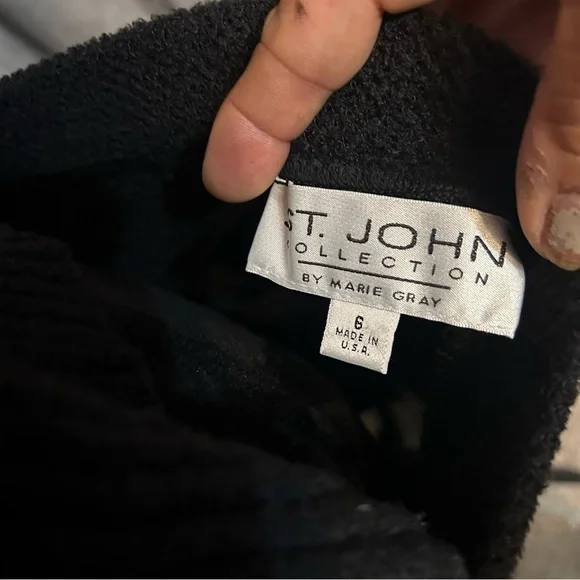 ST. JOHN
COLLECTION
BY MARIE GRAY
6
MADE IN
U.S.A.